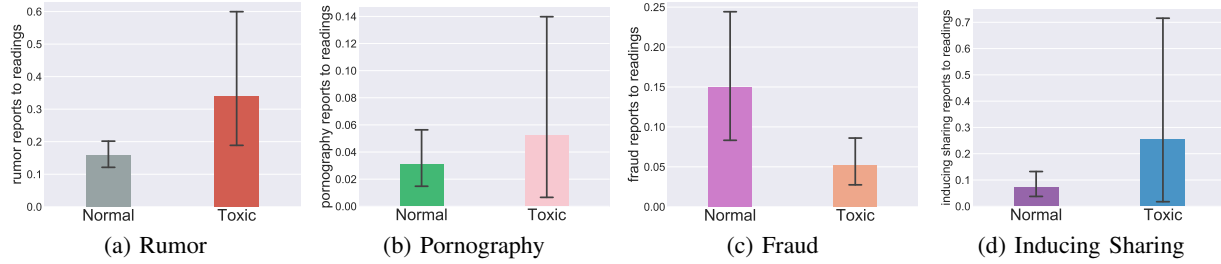 rumor reports to readings
0.6
0.5
0.4
0.3
0.2
0.1
0.0
Normal Toxic
(a) Rumor
pornography reports to readings
0.14
0.12
0.10
0.08
0.06
0.04
0.02
0.00
Normal Toxic
(b) Pornography
fraud reports to readings
0.25
0.20
0.15
0.10
0.05
0.00
Normal Toxic
(c) Fraud
inducing sharing reports to readings
0.7
0.6
0.5
0.4
0.3
0.2
0.1
0.0
Normal Toxic
(d) Inducing Sharing